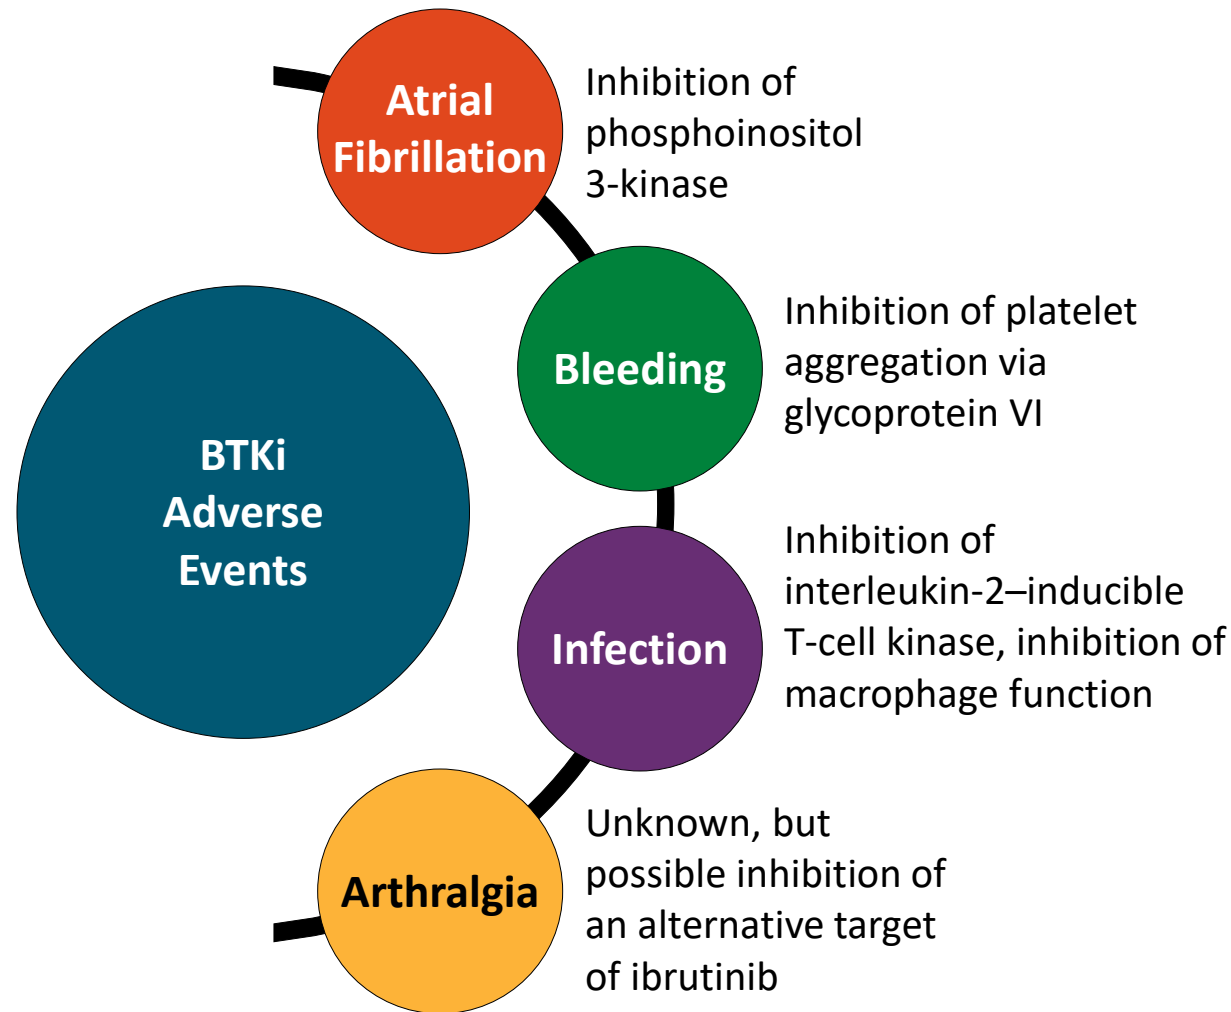 Atrial
Fibrillation
Inhibition of
phosphoinositol
3-kinase
Bleeding
Inhibition of platelet
aggregation via
glycoprotein VI
BTKi
Adverse
Events
Infection
Inhibition of
interleukin-2–inducible
T-cell kinase, inhibition of
macrophage function
Arthralgia
Unknown, but
possible inhibition of
an alternative target
of ibrutinib